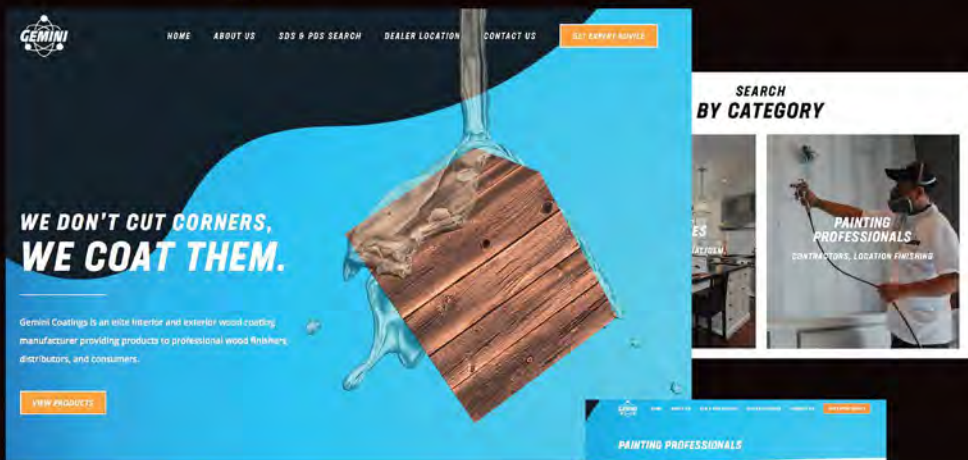 GEMINI
HOME ABOUT US SDS & PDS SEARCH DEALER LOCATION CONTACT US GET EXPERT ADVICE
WE DON'T CUT CORNERS,
WE COAT THEM.
Gemini Coatings is an elite interior and exterior wood coating
manufacturer providing products to professional wood finishers,
distributors, and consumers.
VIEW PRODUCTS
SEARCH
BY CATEGORY
PAINTING
PROFESSIONALS
CONTRACTORS, LOCATION FINISHING
PAINTING PROFESSIONALS